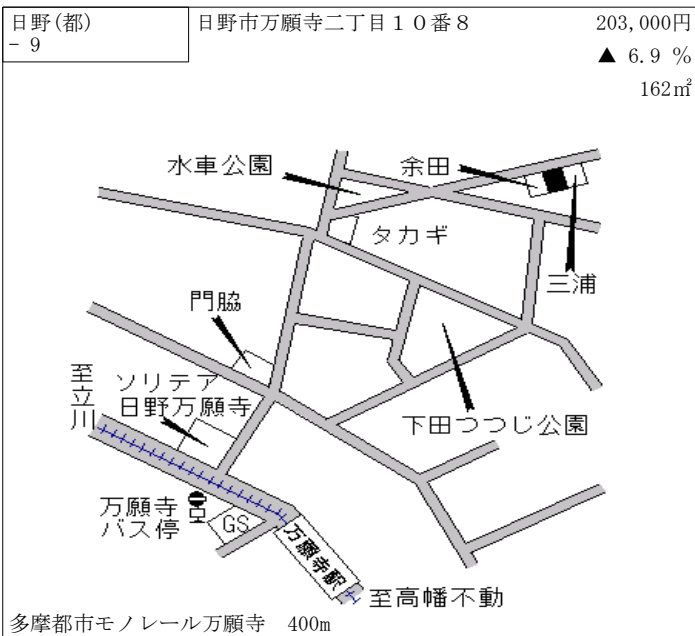 日野(都)
- 9
日野市万願寺二丁目１０番８
203,000円
▲ 6.9 %
162㎡
水車公園
余田
タカギ
三浦
門脇
至立川
ソリテア
日野万願寺
下田つつじ公園
万願寺
バス停
GS
万願寺駅
至高幡不動
多摩都市モノレール万願寺　400m